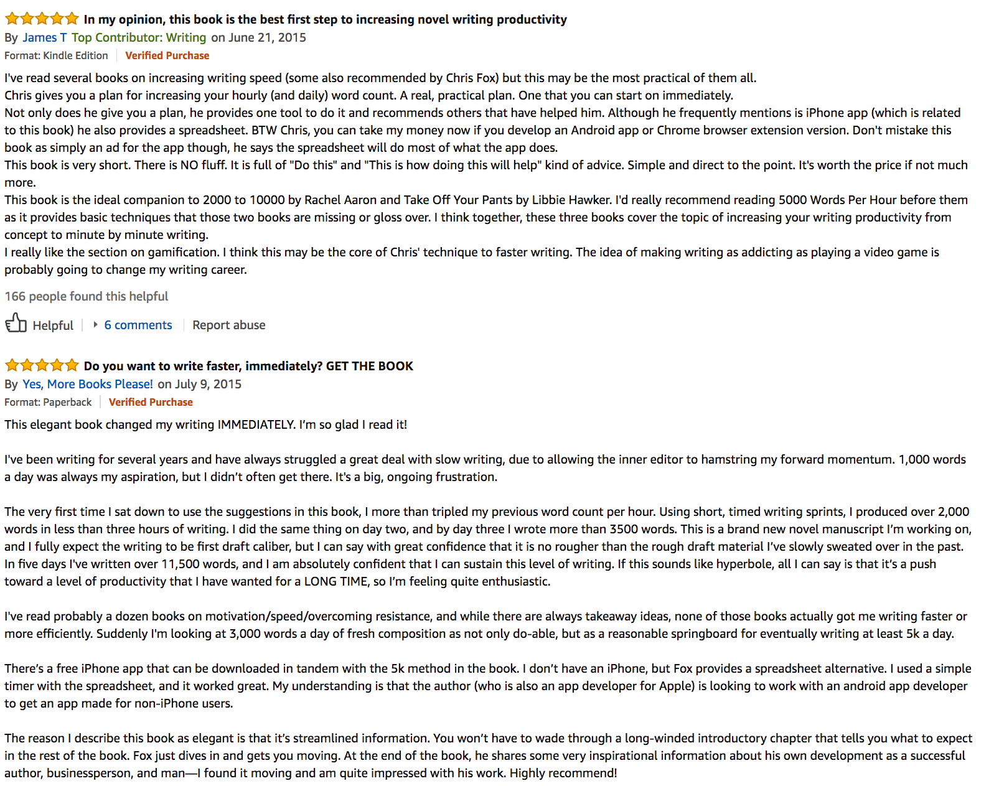 In my opinion, this book is the best first step to increasing novel writing productivity
By James T Top Contributor: Writing on June 21, 2015
Format: Kindle Edition Verified Purchase
I've read several books on increasing writing speed (some also recommended by Chris Fox) but this may be the most practical of them all.
Chris gives you a plan for increasing your hourly (and daily) word count. A real, practical plan. One that you can start on immediately.
Not only does he give you a plan, he provides one tool to do it and recommends others that have helped him. Although he frequently mentions is iPhone app (which is related
to this book) he also provides a spreadsheet. BTW Chris, you can take my money now if you develop an Android app or Chrome browser extension version. Don't mistake this
book as simply an ad for the app though, he says the spreadsheet will do most of what the app does.
This book is very short. There is NO fluff. It is full of "Do this" and "This is how doing this will help" kind of advice. Simple and direct to the point. It's worth the price if not much
more.
This book is the ideal companion to 2000 to 10000 by Rachel Aaron and Take Off Your Pants by Libbie Hawker. I'd really recommend reading 5000 Words Per Hour before them
as it provides basic techniques that those two books are missing or gloss over. I think together, these three books cover the topic of increasing your writing productivity from
concept to minute by minute writing.
I really like the section on gamification. I think this may be the core of Chris' technique to faster writing. The idea of making writing as addicting as playing a video game is
probably going to change my writing career.
166 people found this helpful
Helpful 6 comments Report abuse
Do you want to write faster, immediately? GET THE BOOK
By Yes, More Books Please! on July 9, 2015
Format: Paperback Verified Purchase
This elegant book changed my writing IMMEDIATELY. I’m so glad I read it!
I've been writing for several years and have always struggled a great deal with slow writing, due to allowing the inner editor to hamstring my forward momentum. 1,000 words
a day was always my aspiration, but I didn’t often get there. It's a big, ongoing frustration.
The very first time I sat down to use the suggestions in this book, I more than tripled my previous word count per hour. Using short, timed writing sprints, I produced over 2,000
words in less than three hours of writing. I did the same thing on day two, and by day three I wrote more than 3500 words. This is a brand new novel manuscript I’m working on,
and I fully expect the writing to be first draft caliber, but I can say with great confidence that it is no rougher than the rough draft material I’ve slowly sweated over in the past.
In five days I've written over 11,500 words, and I am absolutely confident that I can sustain this level of writing. If this sounds like hyperbole, all I can say is that it’s a push
toward a level of productivity that I have wanted for a LONG TIME, so I’m feeling quite enthusiastic.
I've read probably a dozen books on motivation/speed/overcoming resistance, and while there are always takeaway ideas, none of those books actually got me writing faster or
more efficiently. Suddenly I'm looking at 3,000 words a day of fresh composition as not only do-able, but as a reasonable springboard for eventually writing at least 5k a day.
There’s a free iPhone app that can be downloaded in tandem with the 5k method in the book. I don’t have an iPhone, but Fox provides a spreadsheet alternative. I used a simple
timer with the spreadsheet, and it worked great. My understanding is that the author (who is also an app developer for Apple) is looking to work with an android app developer
to get an app made for non-iPhone users.
The reason I describe this book as elegant is that it’s streamlined information. You won’t have to wade through a long-winded introductory chapter that tells you what to expect
in the rest of the book. Fox just dives in and gets you moving. At the end of the book, he shares some very inspirational information about his own development as a successful
author, businessperson, and man—I found it moving and am quite impressed with his work. Highly recommend!